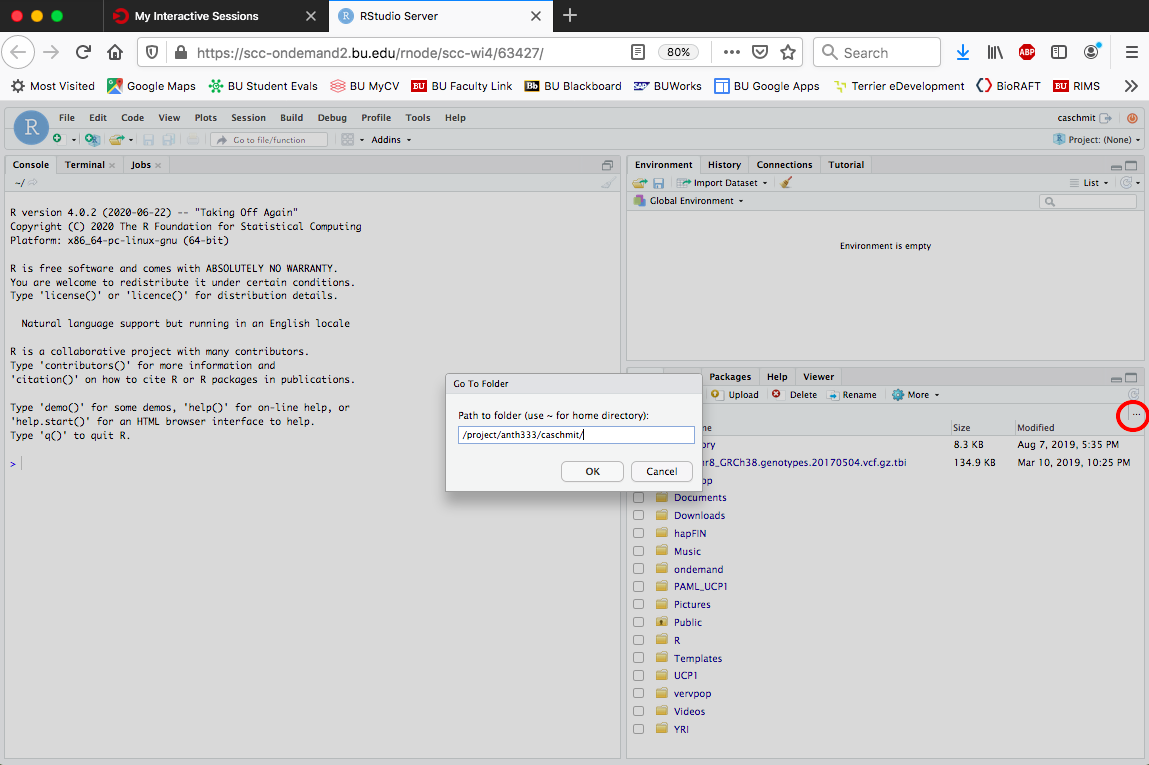 My Interactive Sessions
RStudio Server
https://scc-ondemand2.bu.edu/rnode/scc-wi4/63427/
80%
Search
ABP
Most Visited
Google Maps
BU Student Evals
BU MyCV
BU
BU Faculty Link
Bb
BU Blackboard
BUWorks
BU Google Apps
Terrier eDevelopment
BioRAFT
BU
RIMS
R
File Edit Code View Plots Session Build Debug Profile Tools Help
caschmit
Go to file/function
Addins
Project: (None)
Console Terminal Jobs
~/
R version 4.0.2 (2020-06-22) -- "Taking Off Again"
Copyright (C) 2020 The R Foundation for Statistical Computing
Platform: x86_64-pc-linux-gnu (64-bit)
R is free software and comes with ABSOLUTELY NO WARRANTY.
You are welcome to redistribute it under certain conditions.
Type 'license()' or 'licence()' for distribution details.
Natural language support but running in an English locale
R is a collaborative project with many contributors.
Type 'contributors()' for more information and
'citation()' on how to cite R or R packages in publications.
Type 'demo()' for some demos, 'help()' for on-line help, or
'help.start()' for an HTML browser interface to help.
Type 'q()' to quit R.
>
Environment History Connections Tutorial
Import Dataset
List
Global Environment
Environment is empty
Go To Folder
Path to folder (use ~ for home directory):
/project/anth333/caschmit/
OK Cancel
Packages Help Viewer
Upload Delete Rename More
...
me Size Modified
ory 8.3 KB Aug 7, 2019, 5:35 PM
r8_GRCh38.genotypes.20170504.vcf.gz.tbi 134.9 KB Mar 10, 2019, 10:25 PM
op
Documents
Downloads
hapFIN
Music
ondemand
PAML_UCP1
Pictures
Public
R
Templates
UCP1
vervpop
Videos
YRI